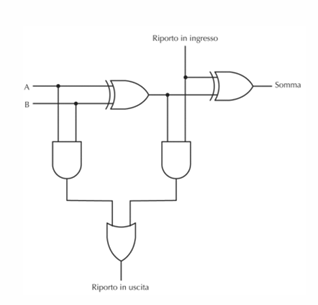 Riporto in ingresso
A
Somma
B
Riporto in uscita